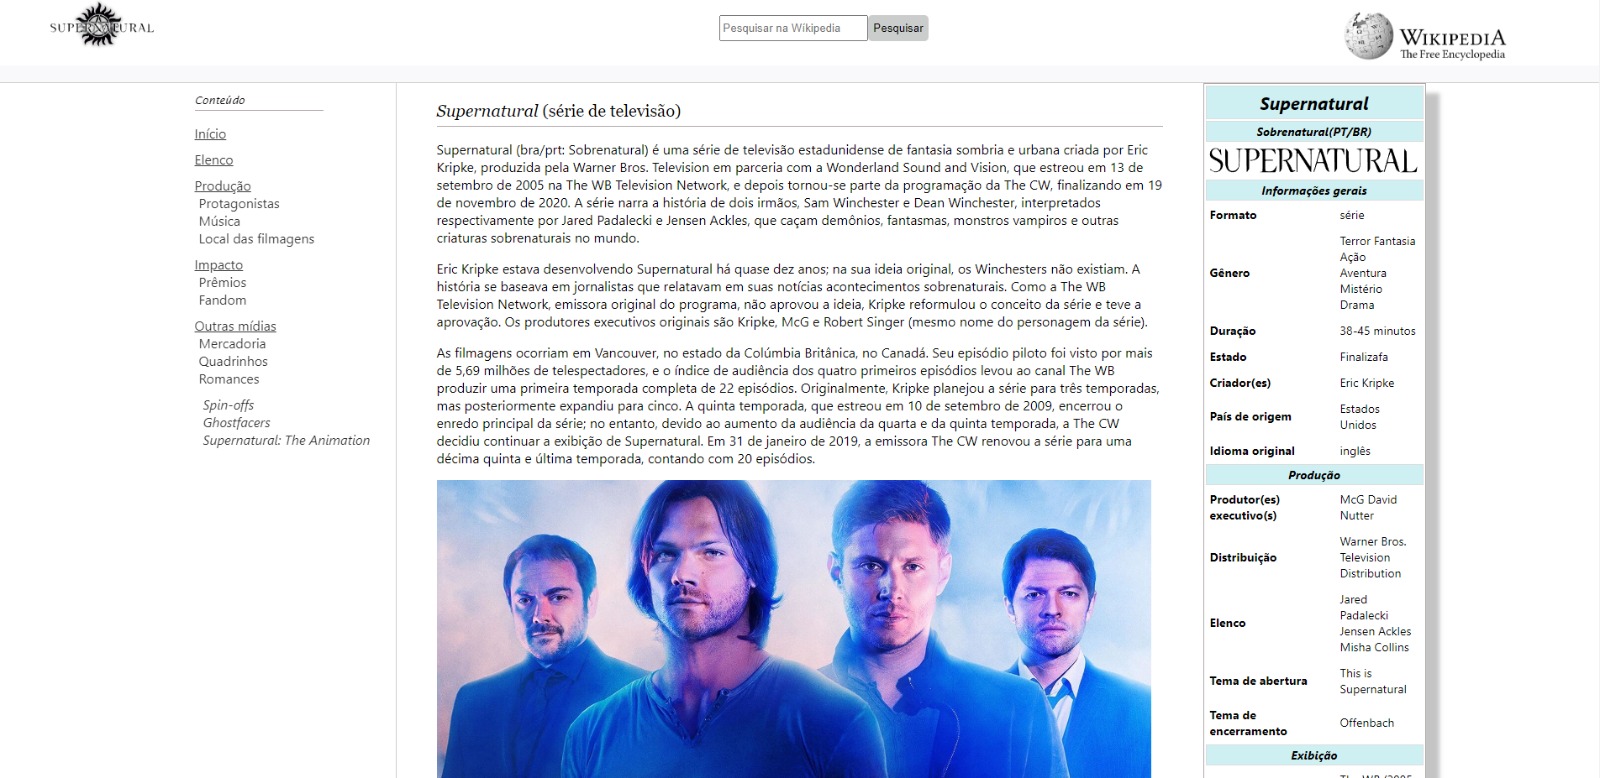 SUPERNATURAL
Pesquisar na Wikipedia
Pesquisar
WIKIPEDIA
The Free Encyclopedia
Conteúdo
Início
Elenco
Produção
Protagonistas
Música
Local das filmagens
Impacto
Prêmios
Fandom
Outras mídias
Mercadoria
Quadrinhos
Romances
Spin-offs
Ghostfacers
Supernatural: The Animation
Supernatural (série de televisão)
Supernatural (bra/prt: Sobrenatural) é uma série de televisão estadunidense de fantasia sombria e urbana criada por Eric
Kripke, produzida pela Warner Bros. Television em parceria com a Wonderland Sound and Vision, que estreou em 13 de
setembro de 2005 na The WB Television Network, e depois tornou-se parte da programação da The CW, finalizando em 19
de novembro de 2020. A série narra a história de dois irmãos, Sam Winchester e Dean Winchester, interpretados
respectivamente por Jared Padalecki e Jensen Ackles, que caçam demônios, fantasmas, monstros vampiros e outras
criaturas sobrenaturais no mundo.
Eric Kripke estava desenvolvendo Supernatural há quase dez anos; na sua ideia original, os Winchesters não existiam. A
história se baseava em jornalistas que relatavam em suas notícias acontecimentos sobrenaturais. Como a The WB
Television Network, emissora original do programa, não aprovou a ideia, Kripke reformulou o conceito da série e teve a
aprovação. Os produtores executivos originais são Kripke, McG e Robert Singer (mesmo nome do personagem da série).
As filmagens ocorriam em Vancouver, no estado da Colúmbia Britânica, no Canadá. Seu episódio piloto foi visto por mais
de 5,69 milhões de telespectadores, e o índice de audiência dos quatro primeiros episódios levou ao canal The WB
produzir uma primeira temporada completa de 22 episódios. Originalmente, Kripke planejou a série para três temporadas,
mas posteriormente expandiu para cinco. A quinta temporada, que estreou em 10 de setembro de 2009, encerrou o
enredo principal da série; no entanto, devido ao aumento da audiência da quarta e da quinta temporada, a The CW
decidiu continuar a exibição de Supernatural. Em 31 de janeiro de 2019, a emissora The CW renovou a série para uma
décima quinta e última temporada, contando com 20 episódios.
Supernatural
Sobrenatural(PT/BR)
SUPERNATURAL
Informações gerais
Formato série
Gênero Terror Fantasia
Ação
Aventura
Mistério
Drama
Duração 38-45 minutos
Estado Finalizafa
Criador(es) Eric Kripke
País de origem Estados
Unidos
Idioma original inglês
Produção
Produtor(es) McG David
executivo(s) Nutter
Distribuição Warner Bros.
Television
Distribution
Elenco Jared
Padalecki
Jensen Ackles
Misha Collins
Tema de abertura This is
Supernatural
Tema de
encerramento Offenbach
Exibição